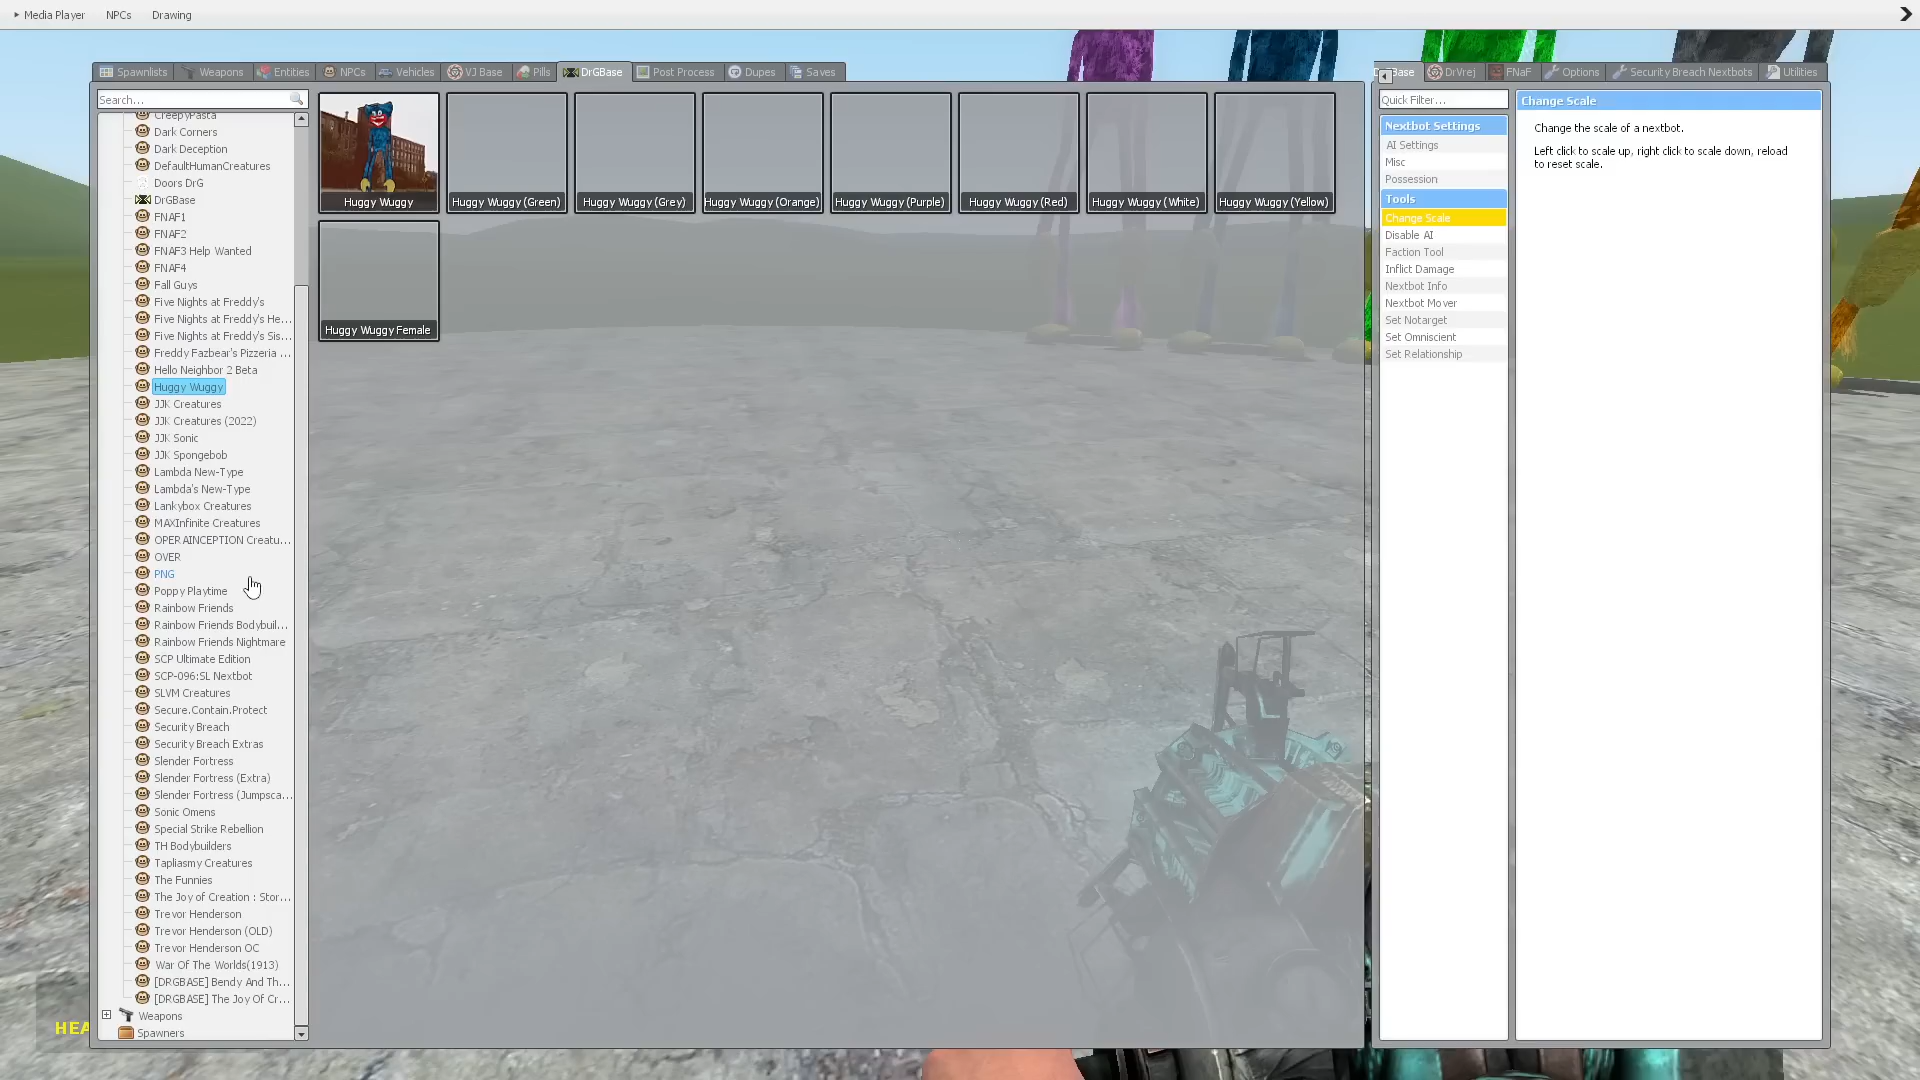 Media Player NPCs Drawing
Spawnlists Weapons Entities NPCs Vehicles VJ Base Pills DrGBase Post Process Dupes Saves
Search...
CreepyPasta
Dark Corners
Dark Deception
DefaultHumanCreatures
Doors DrG
DrGBase
FNAF1
FNAF2
FNAF3 Help Wanted
FNAF4
Fall Guys
Five Nights at Freddy's
Five Nights at Freddy's He...
Five Nights at Freddy's Sis...
Freddy Fazbear's Pizzeria ...
Hello Neighbor 2 Beta
Huggy Wuggy
JJK Creatures
JJK Creatures (2022)
JJK Sonic
JJK Spongebob
Lambda New-Type
Lambda's New-Type
Lankybox Creatures
MAXInfinite Creatures
OPERAINCEPTION Creatu...
OVER
PNG
Poppy Playtime
Rainbow Friends
Rainbow Friends Bodybuil...
Rainbow Friends Nightmare
SCP Ultimate Edition
SCP-096:SL Nextbot
SLVM Creatures
Secure.Contain.Protect
Security Breach
Security Breach Extras
Slender Fortress
Slender Fortress (Extra)
Slender Fortress (Jumpsca...
Sonic Omens
Special Strike Rebellion
TH Bodybuilders
Tapliasmy Creatures
The Funnies
The Joy of Creation : Stor...
Trevor Henderson
Trevor Henderson (OLD)
Trevor Henderson OC
War Of The Worlds(1913)
[DRGBASE] Bendy And Th...
[DRGBASE] The Joy Of Cr...
Weapons
Spawners
HEA
Huggy Wuggy
Huggy Wuggy (Green)
Huggy Wuggy (Grey)
Huggy Wuggy (Orange)
Huggy Wuggy (Purple)
Huggy Wuggy (Red)
Huggy Wuggy (White)
Huggy Wuggy (Yellow)
Huggy Wuggy Female
Base DrVrej FNaF Options Security Breach Nextbots Utilities
Quick Filter...
Nextbot Settings
AI Settings
Misc
Possession
Tools
Change Scale
Disable AI
Faction Tool
Inflict Damage
Nextbot Info
Nextbot Mover
Set Notarget
Set Omniscient
Set Relationship
Change Scale
Change the scale of a nextbot.
Left click to scale up, right click to scale down, reload
to reset scale.